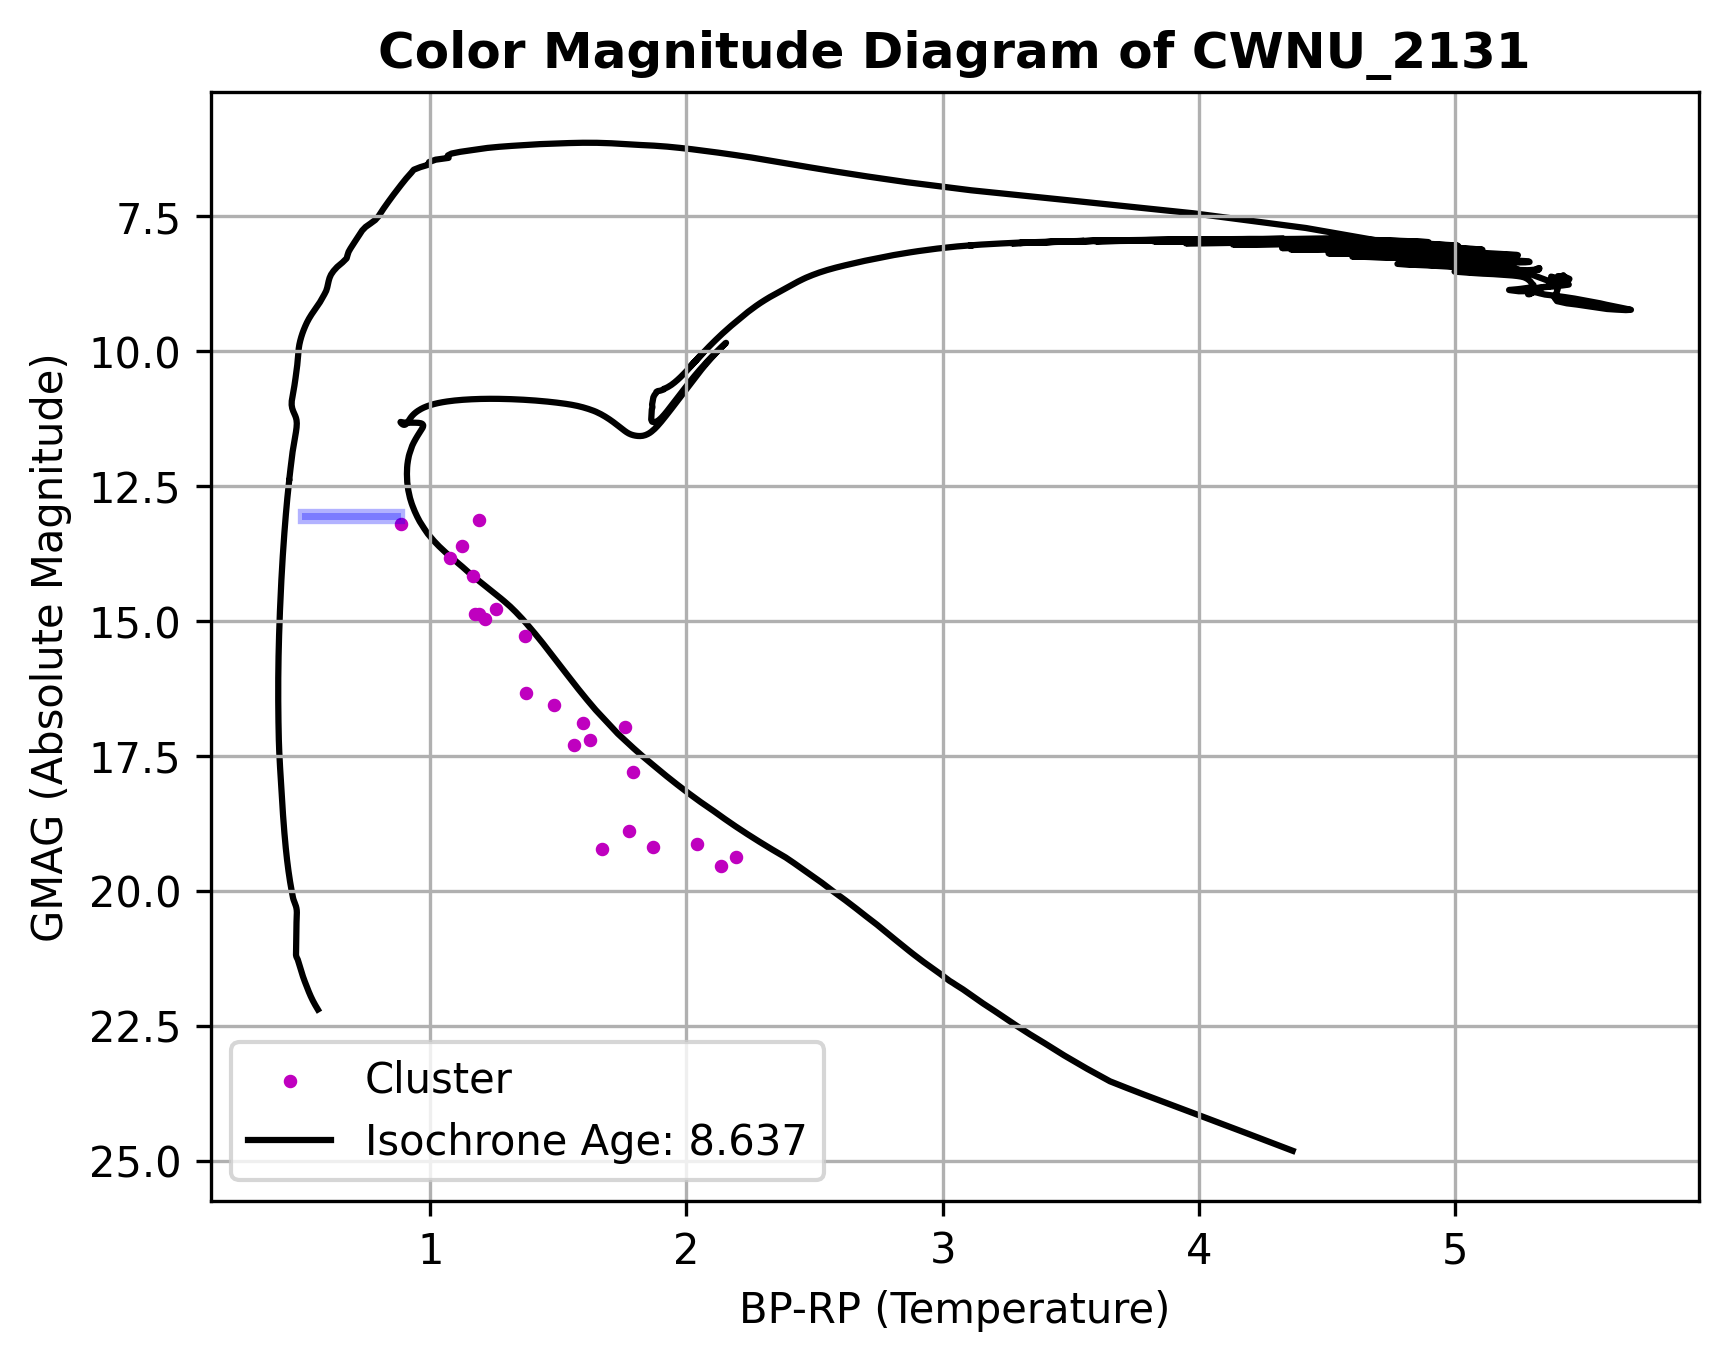 Color Magnitude Diagram of CWNU_2131
GMAG (Absolute Magnitude)
7.5
10.0
12.5
15.0
17.5
20.0
22.5
25.0
Cluster
Isochrone Age: 8.637
1 2 3 4 5
BP-RP (Temperature)